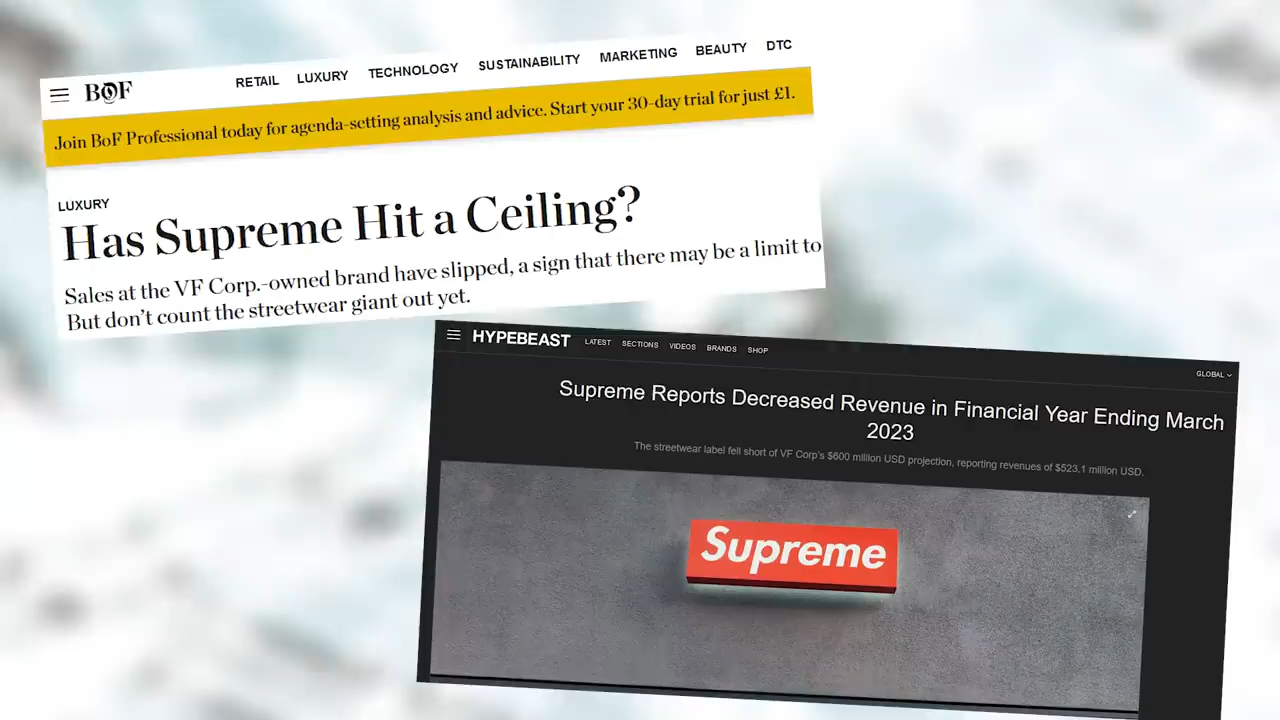 BOF
RETAIL LUXURY TECHNOLOGY SUSTAINABILITY MARKETING BEAUTY DTC
Join BoF Professional today for agenda-setting analysis and advice. Start your 30-day trial for just £1.
LUXURY
Has Supreme Hit a Ceiling?
Sales at the VF Corp.-owned brand have slipped, a sign that there may be a limit to
But don't count the streetwear giant out yet.
HYPEBEAST LATEST SECTIONS VIDEOS BRANDS SHOP
GLOBAL
Supreme Reports Decreased Revenue in Financial Year Ending March
2023
The streetwear label fell short of VF Corp's $600 million USD projection, reporting revenues of $523.1 million USD.
Supreme